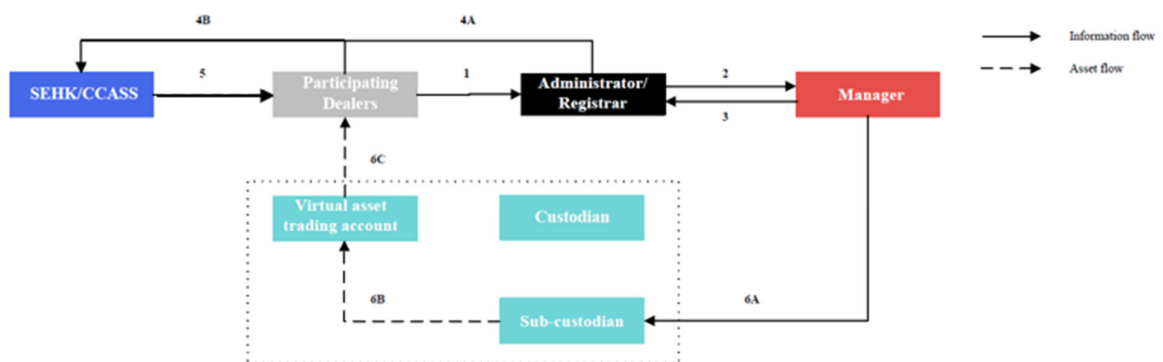 4B
4A
Information flow
Asset flow
SEHK/CCASS
5
Participating
Dealers
1
Administrator/
Registrar
2
3
Manager
6C
Virtual asset
trading account
Custodian
6B
Sub-custodian
6A